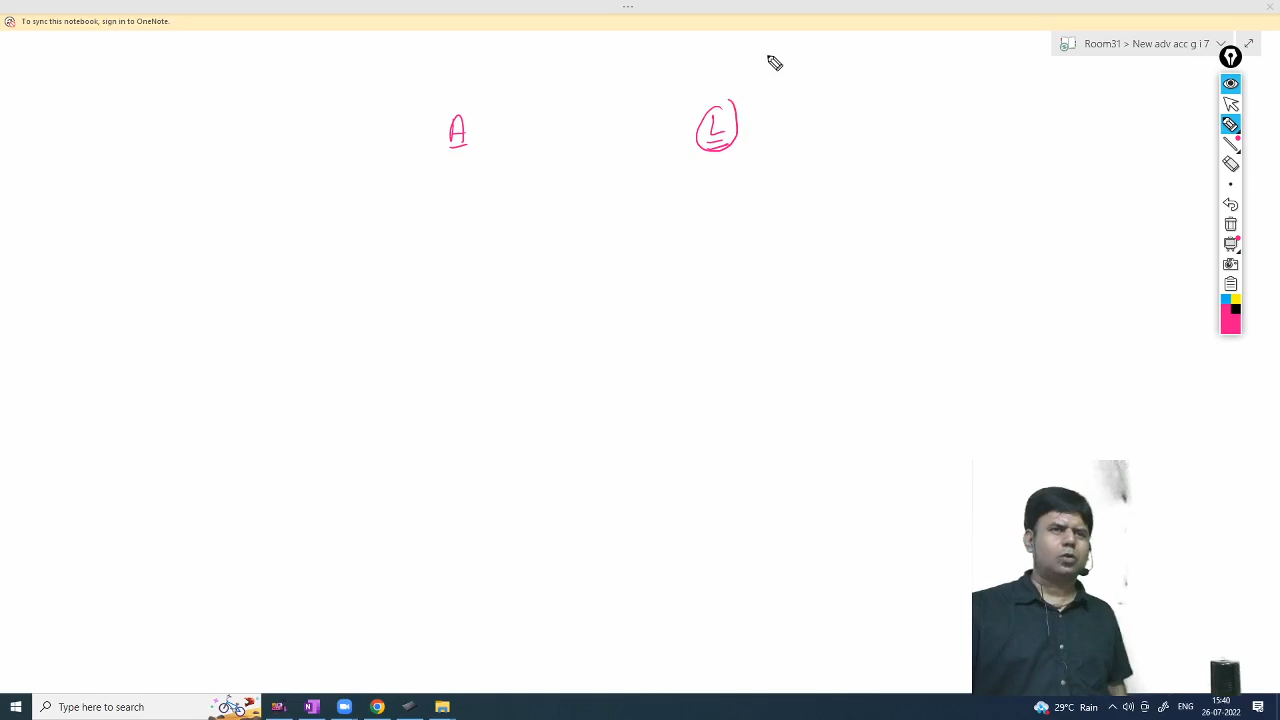 To sync this notebook, sign in to OneNote.
Room31 > New adv acc g i 7
A
L
Type here to search
29°C Rain
ENG
15:40
26-07-2022